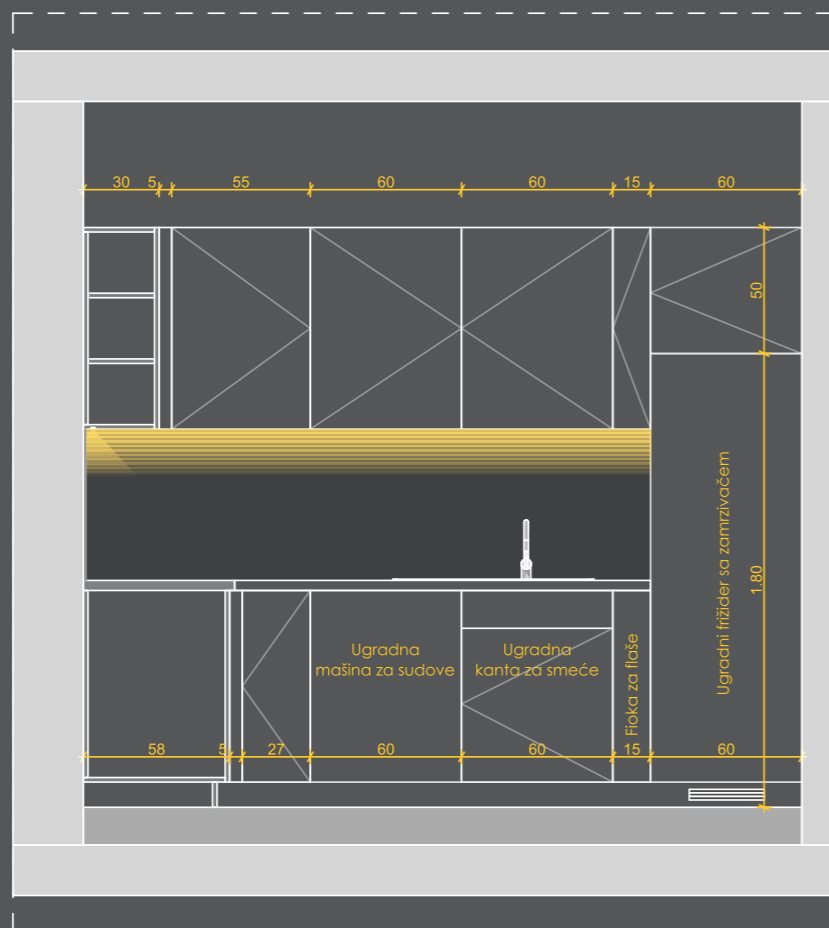 30 5 55 60 60 15 60
50
1.80
Ugradni frižider sa zamrzivačem
Ugradna
mašina za sudove
Ugradna
kanta za smeće
Fioka za flaše
58 5 27 60 60 15 60